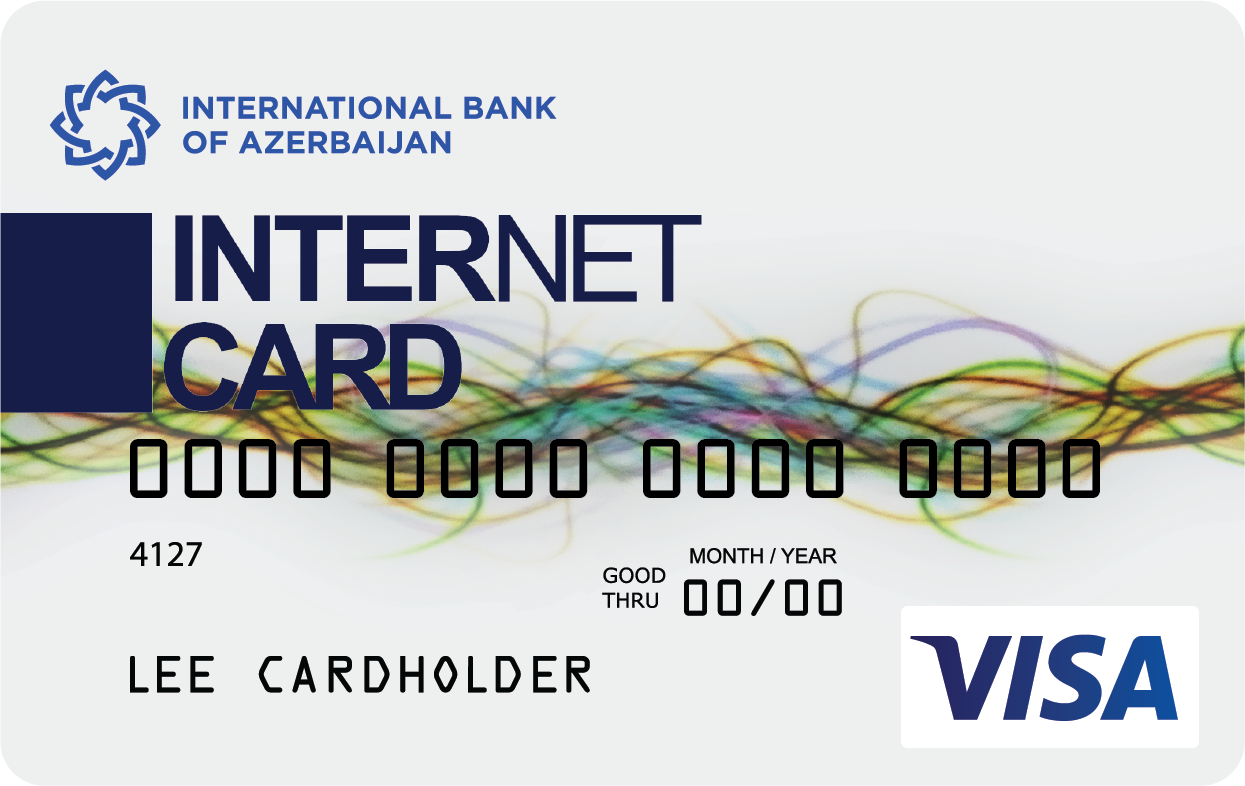 INTERNATIONAL BANK
OF AZERBAIJAN
INTERNET
CARD
0000 0000 0000 0000
4127
MONTH / YEAR
GOOD
THRU
00/00
LEE CARDHOLDER
VISA